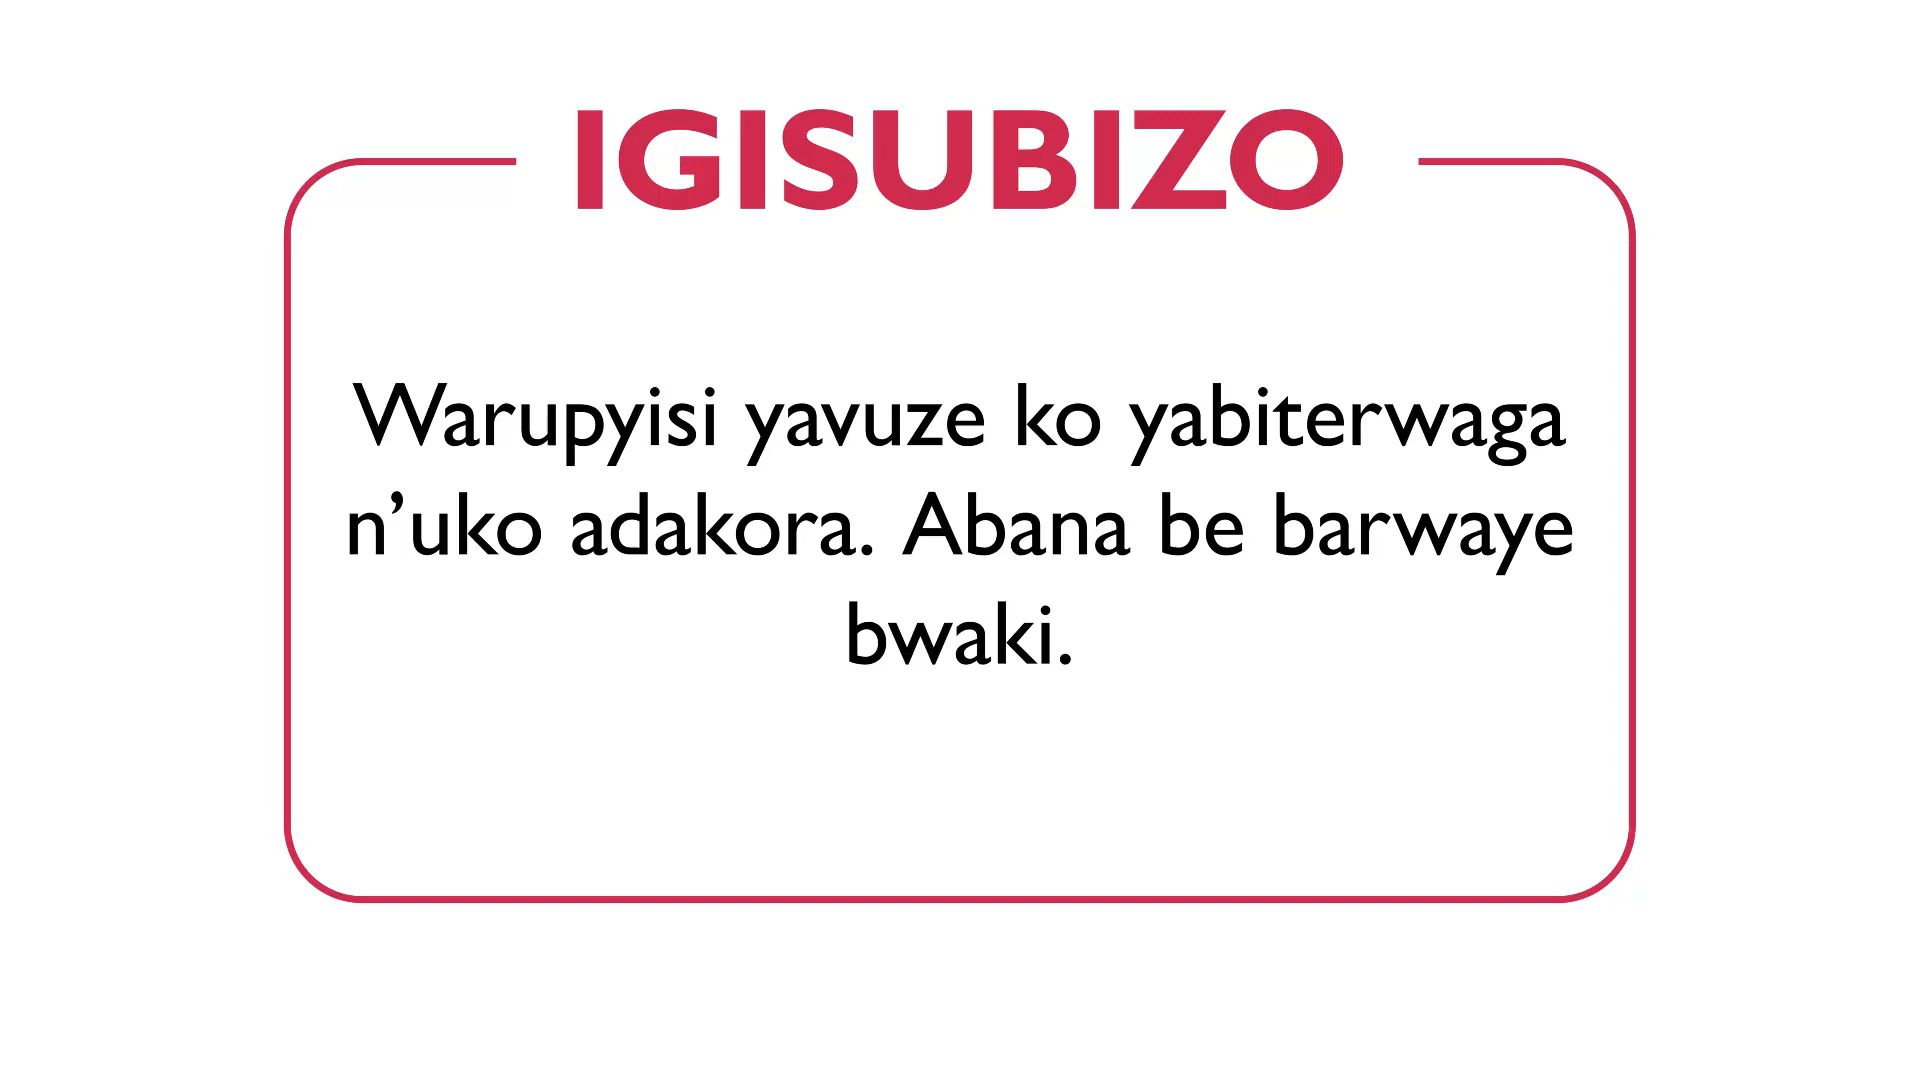 IGISUBIZO
Warupyisi yavuze ko yabiterwaga
n’uko adakora. Abana be barwaye
bwaki.